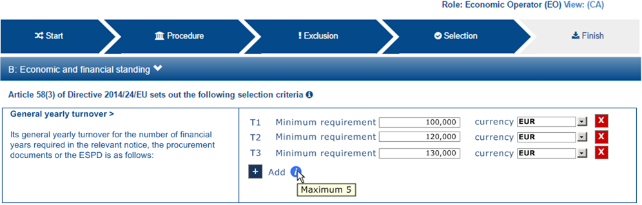 Role: Economic Operator (EO) View: (CA)
Start
Procedure
! Exclusion
Selection
Finish
B: Economic and financial standing
Article 58(3) of Directive 2014/24/EU sets out the following selection criteria
General yearly turnover >
Its general yearly turnover for the number of financial
years required in the relevant notice, the procurement
documents or the ESPD is as follows:
T1 Minimum requirement 100,000 currency EUR X
T2 Minimum requirement 120,000 currency EUR X
T3 Minimum requirement 130,000 currency EUR X
+ Add i
Maximum 5